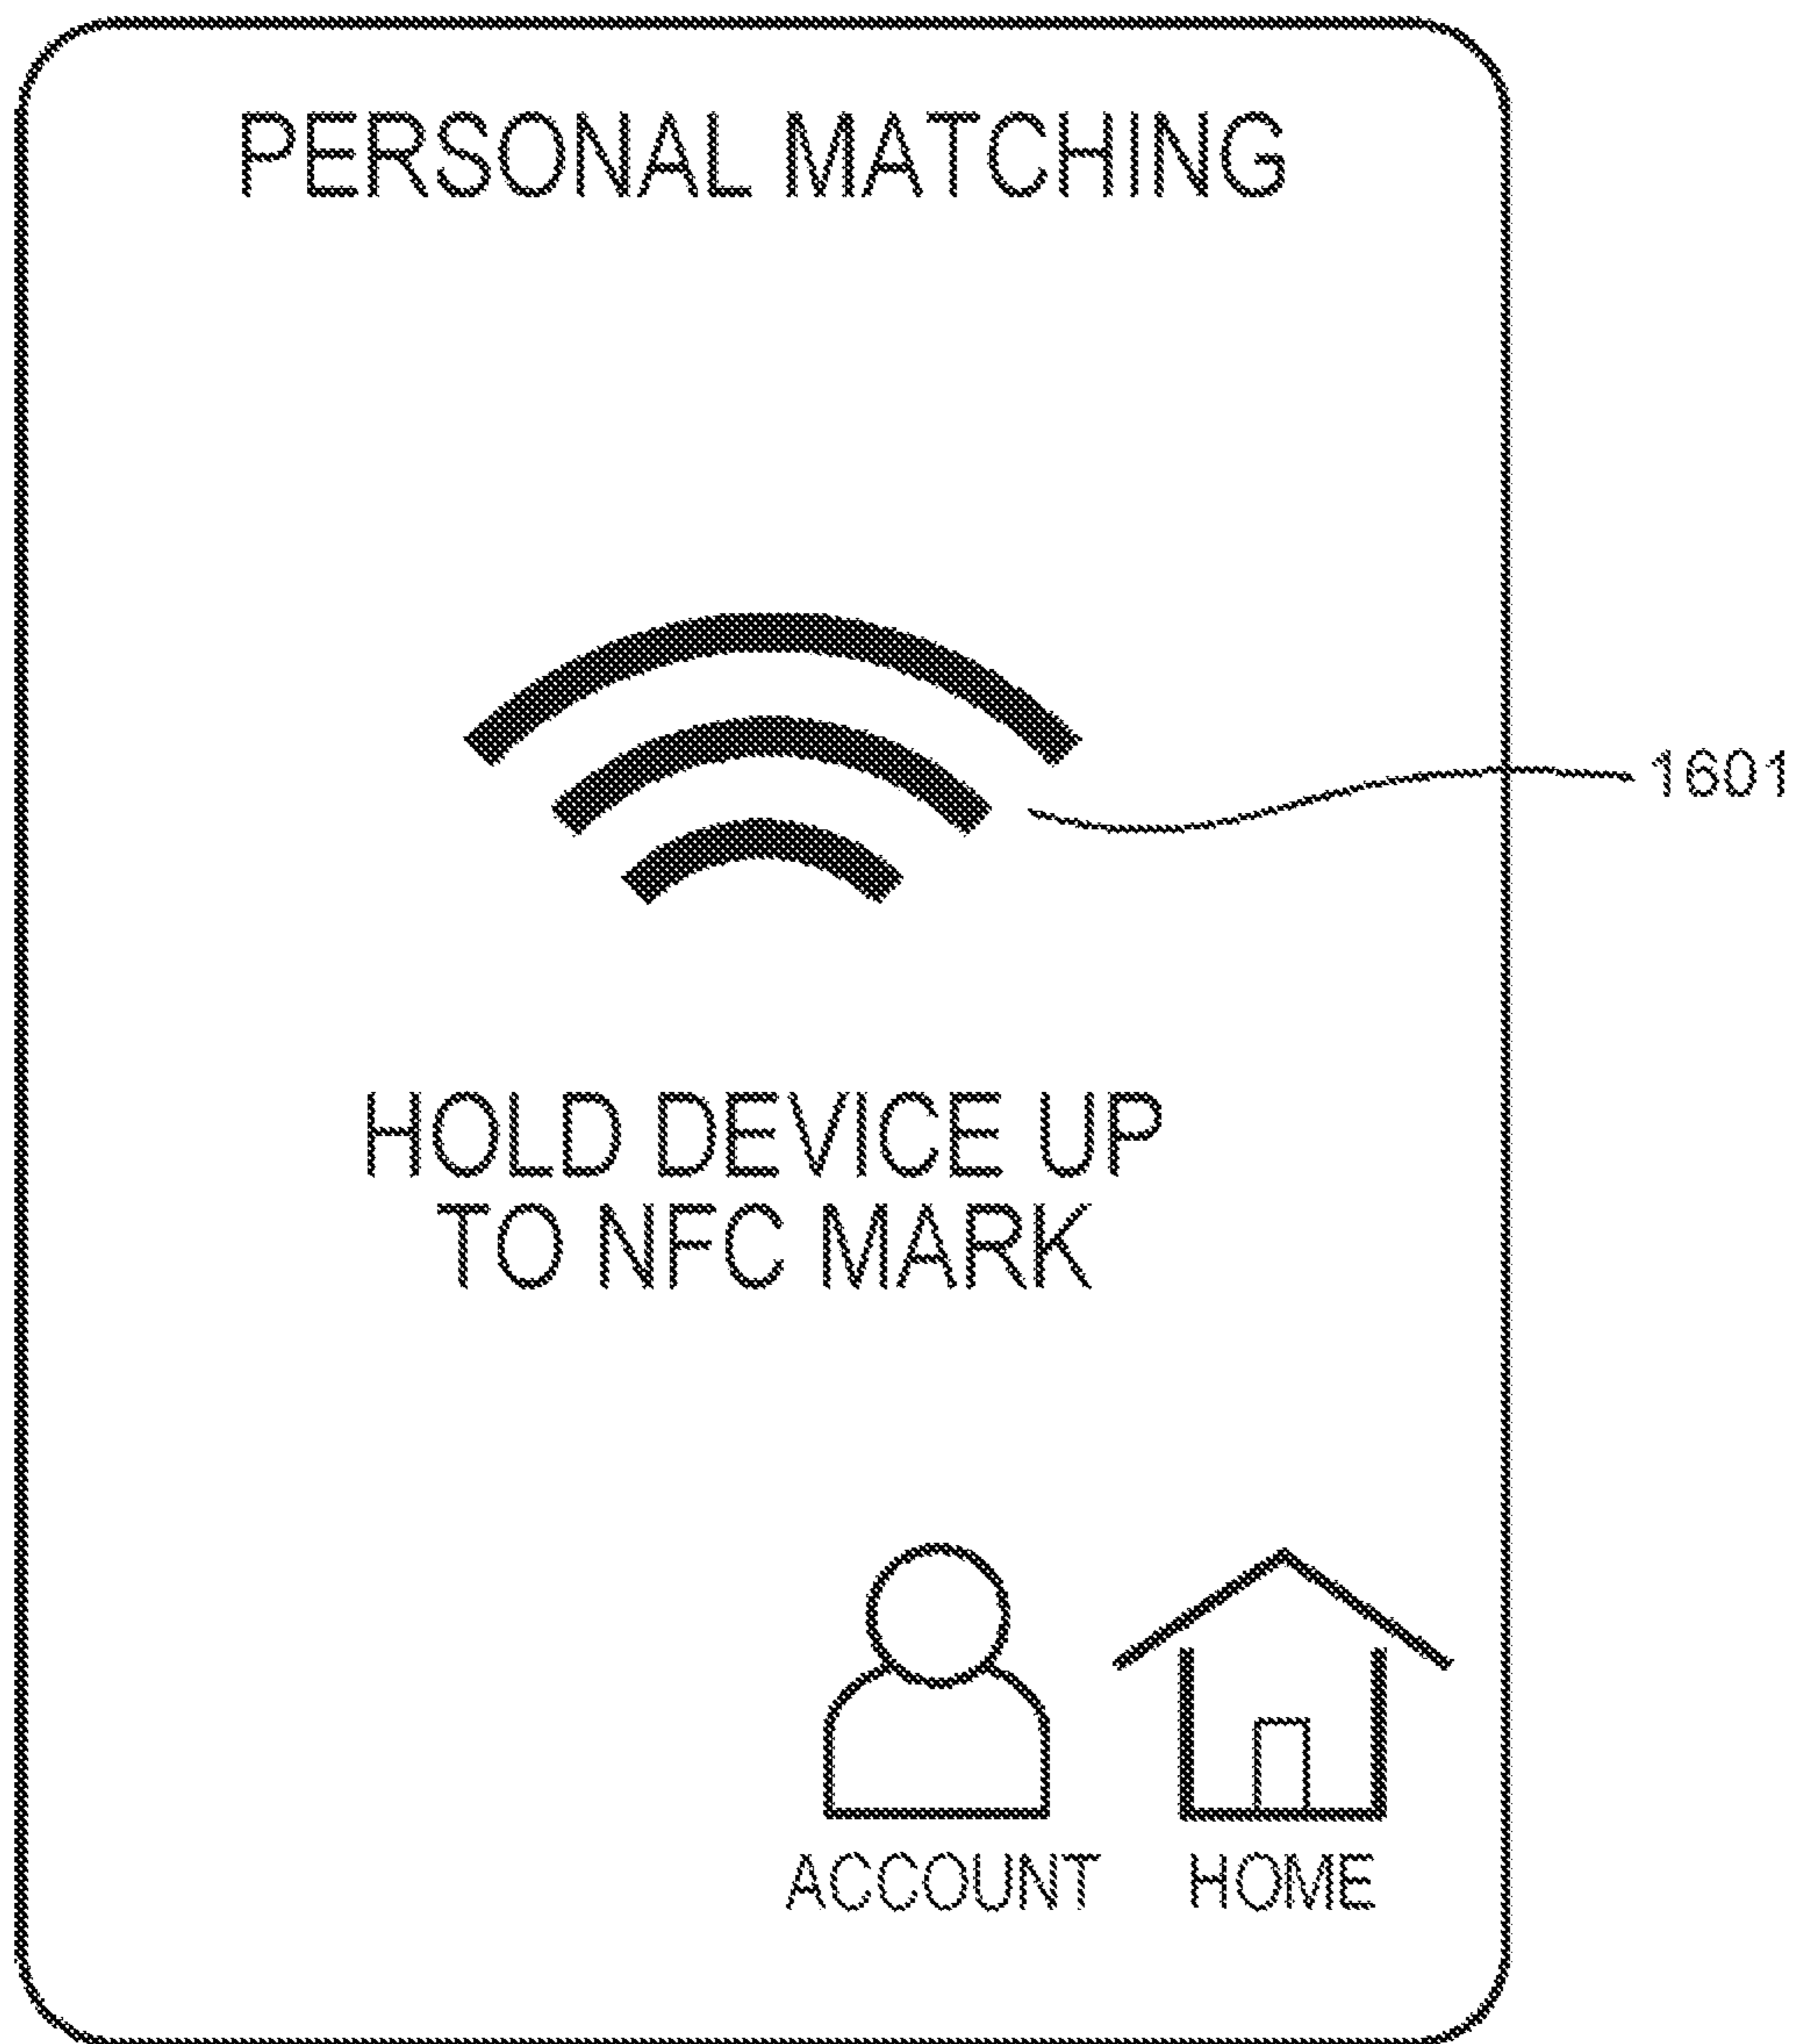 PERSONAL MATCHING
1601
HOLD DEVICE UP
TO NFC MARK
ACCOUNT HOME